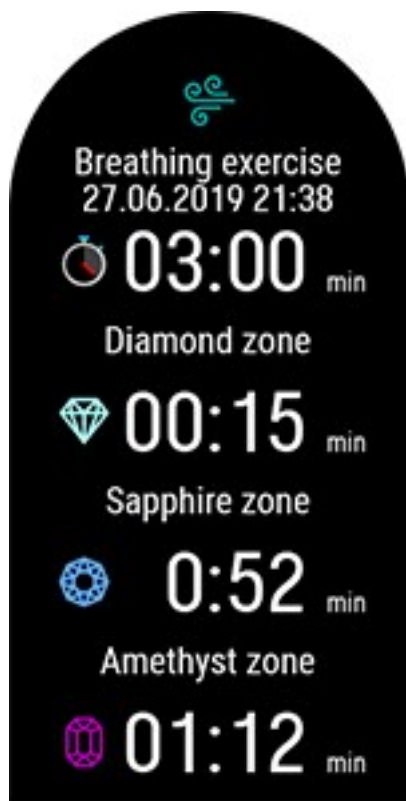 Breathing exercise
27.06.2019 21:38
03:00 min
Diamond zone
00:15 min
Sapphire zone
0:52 min
Amethyst zone
01:12 min